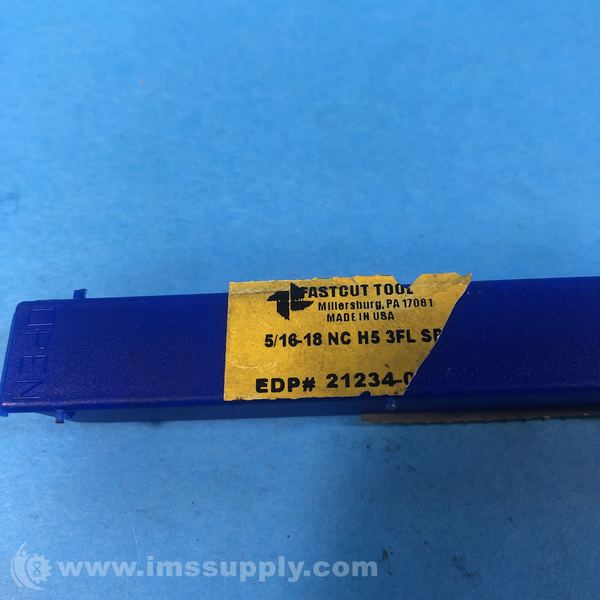 FASTCUT TOOL
Millersburg, PA 17061
MADE IN USA
5/16-18 NC H5 3FL
EDP# 21234-0
OPEN
www.imssupply.com